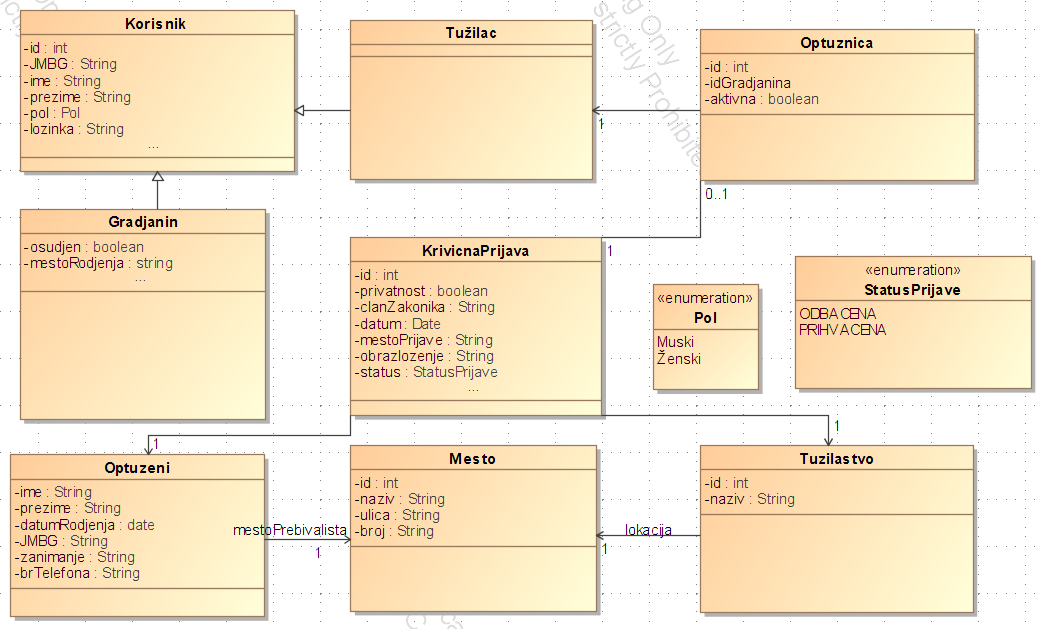 Korisnik
-id : int
-JMBG : String
-ime : String
-prezime : String
-pol : Pol
-lozinka : String
...
Tužilac
Optuznica
-id : int
-idGradjanina
-aktivna : boolean
1
0..1
1
Gradjanin
-osudjen : boolean
-mestoRodjenja : string
...
KrivicnaPrijava
-id : int
-privatnost : boolean
-clanZakonika : String
-datum : Date
-mestoPrijave : String
-obrazlozenje : String
-status : StatusPrijave
...
«enumeration»
Pol
Muski
Ženski
«enumeration»
StatusPrijave
ODBACENA
PRIHVACENA
1
1
Optuzeni
-ime : String
-prezime : String
-datumRodjenja : date
-JMBG : String
-zanimanje : String
-brTelefona : String
mestoPrebivalista
1
Mesto
-id : int
-naziv : String
-ulica : String
-broj : String
lokacija
1
Tuzilastvo
-id : int
-naziv : String
Only
strictly Prohibite